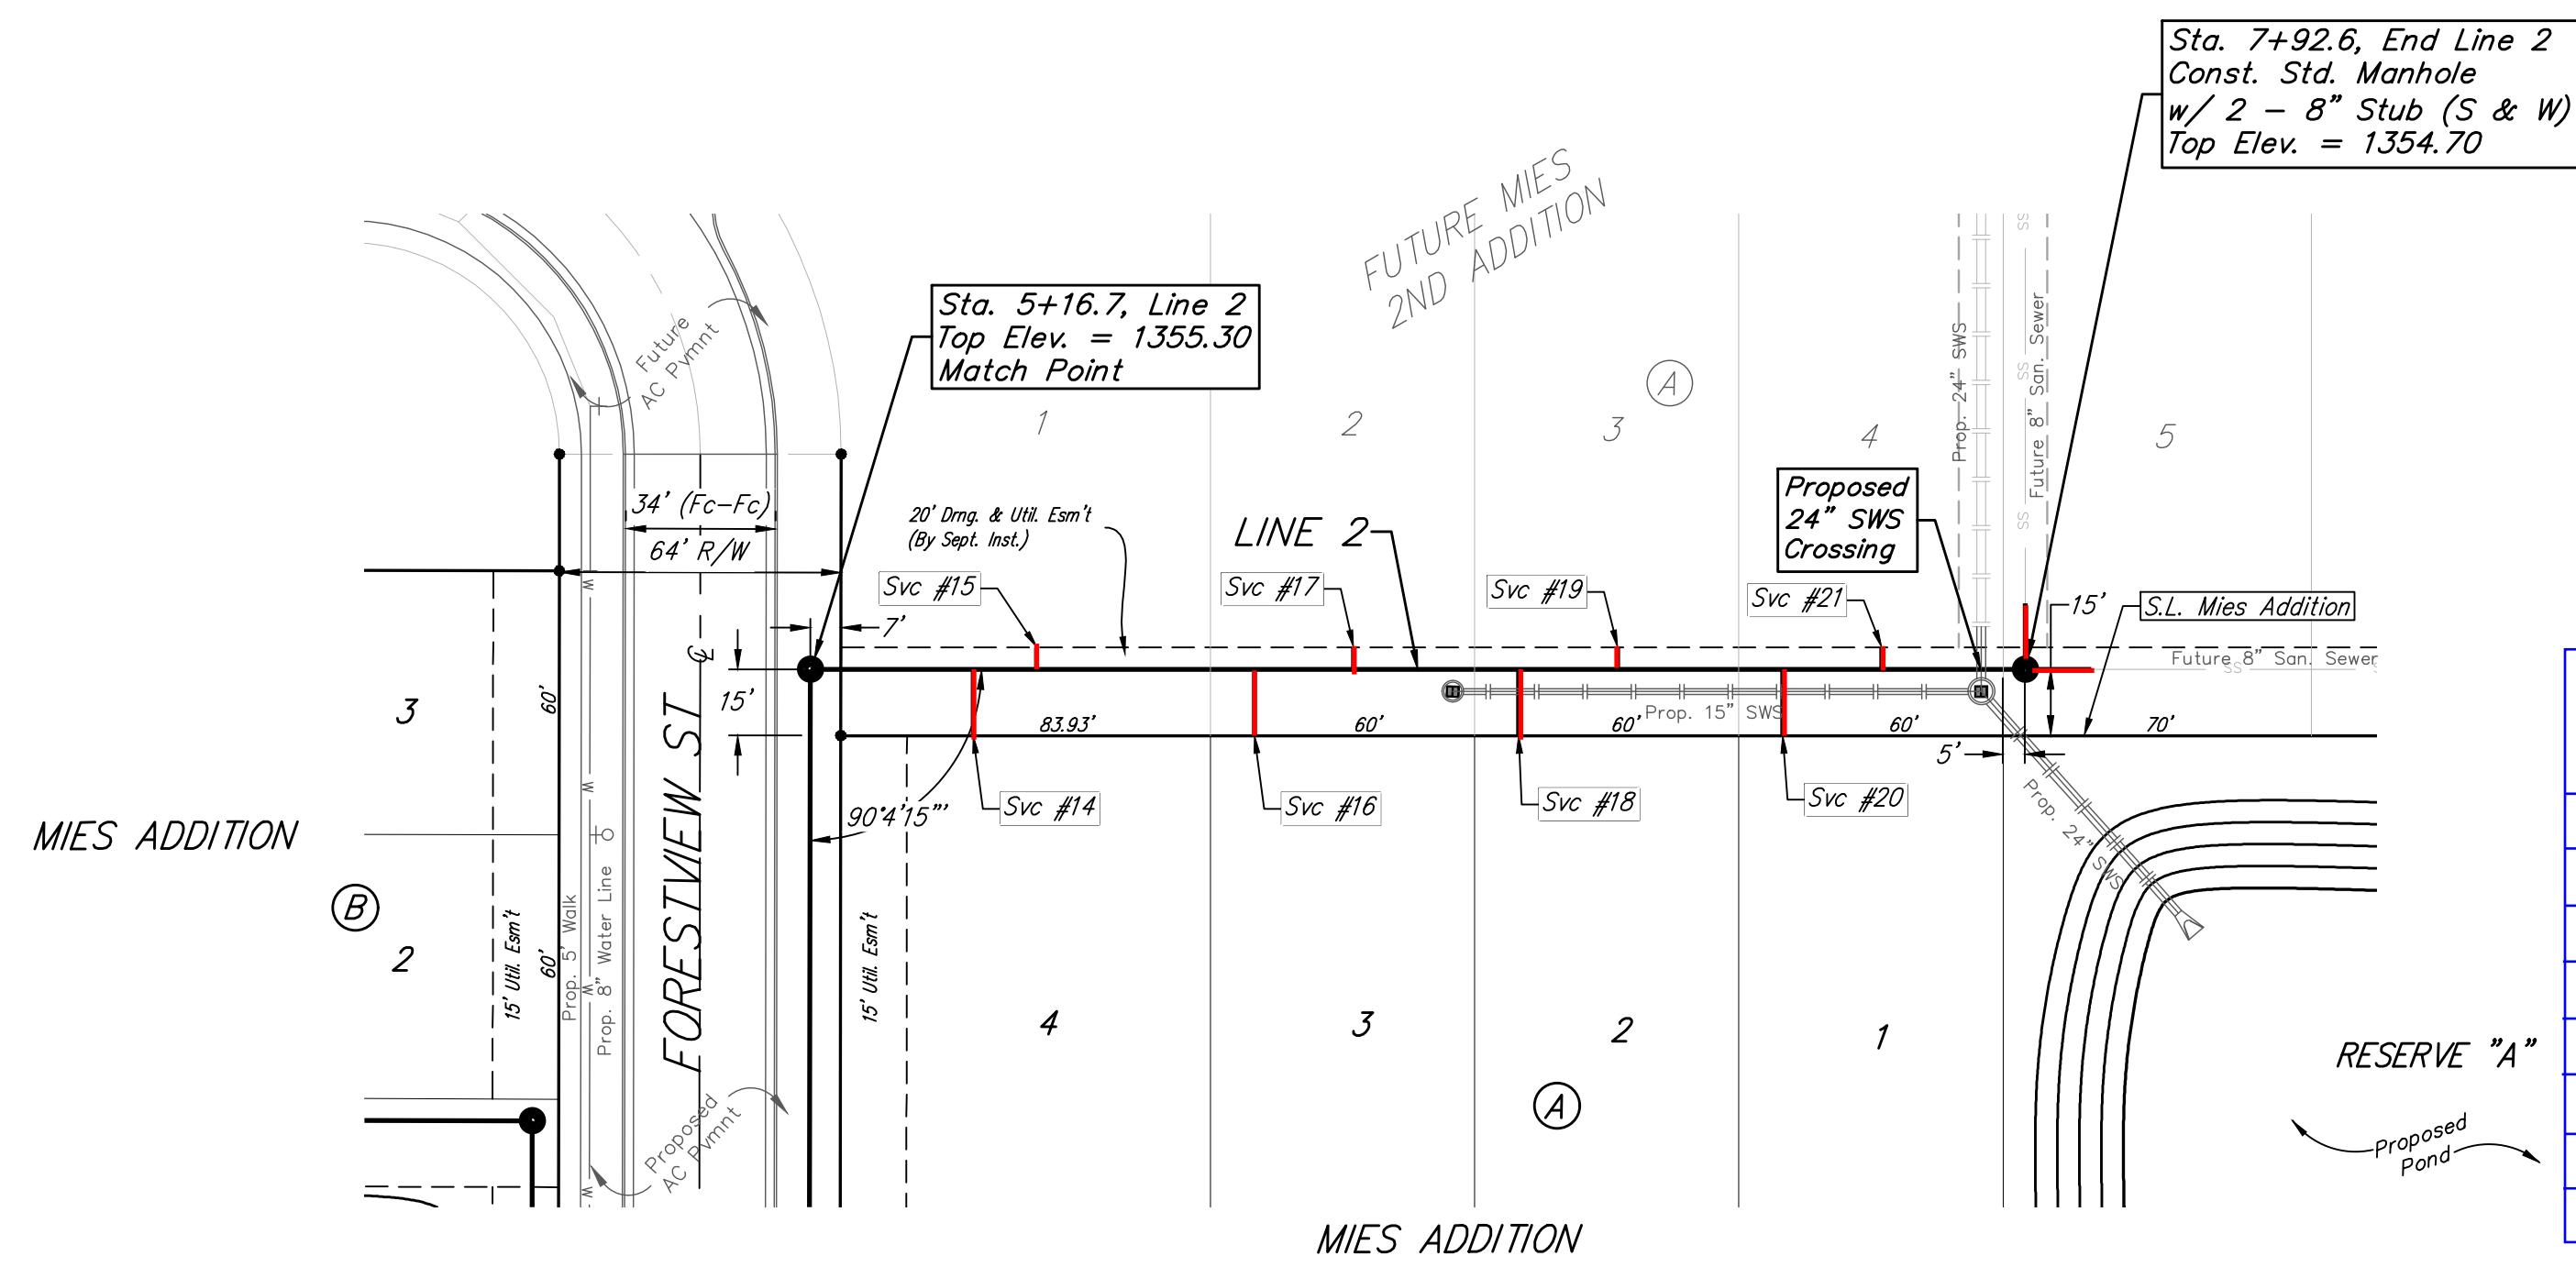 Sta. 7+92.6, End Line 2
Const. Std. Manhole
w/ 2 - 8" Stub (S & W)
Top Elev. = 1354.70
FUTURE MIES
2ND ADDITION
Sta. 5+16.7, Line 2
Top Elev. = 1355.30
Match Point
Future
AC Pvmnt
1
2
3
A
4
5
Prop. 24" SWS
Future 8" San. Sewer
SS
SS
SS
34' (Fc-Fc)
64' R/W
20' Drng. & Util. Esm't
(By Sept. Inst.)
LINE 2
Proposed
24" SWS
Crossing
Svc #15
Svc #17
Svc #19
Svc #21
7'
15'
S.L. Mies Addition
Future 8" San. Sewer
SS
15'
83.93'
60'
60'
60'
70'
Prop. 15" SWS
5'
90°4'15"'
Svc #14
Svc #16
Svc #18
Svc #20
Prop. 24" SWS
MIES ADDITION
B
3
2
60'
60'
15' Util. Esm't
Prop. 5' Walk
Prop. 8" Water Line
W
W
W
W
FORESTVIEW ST
℄
15' Util. Esm't
4
3
2
1
A
Proposed
AC Pvmnt
RESERVE "A"
Proposed
Pond
MIES ADDITION